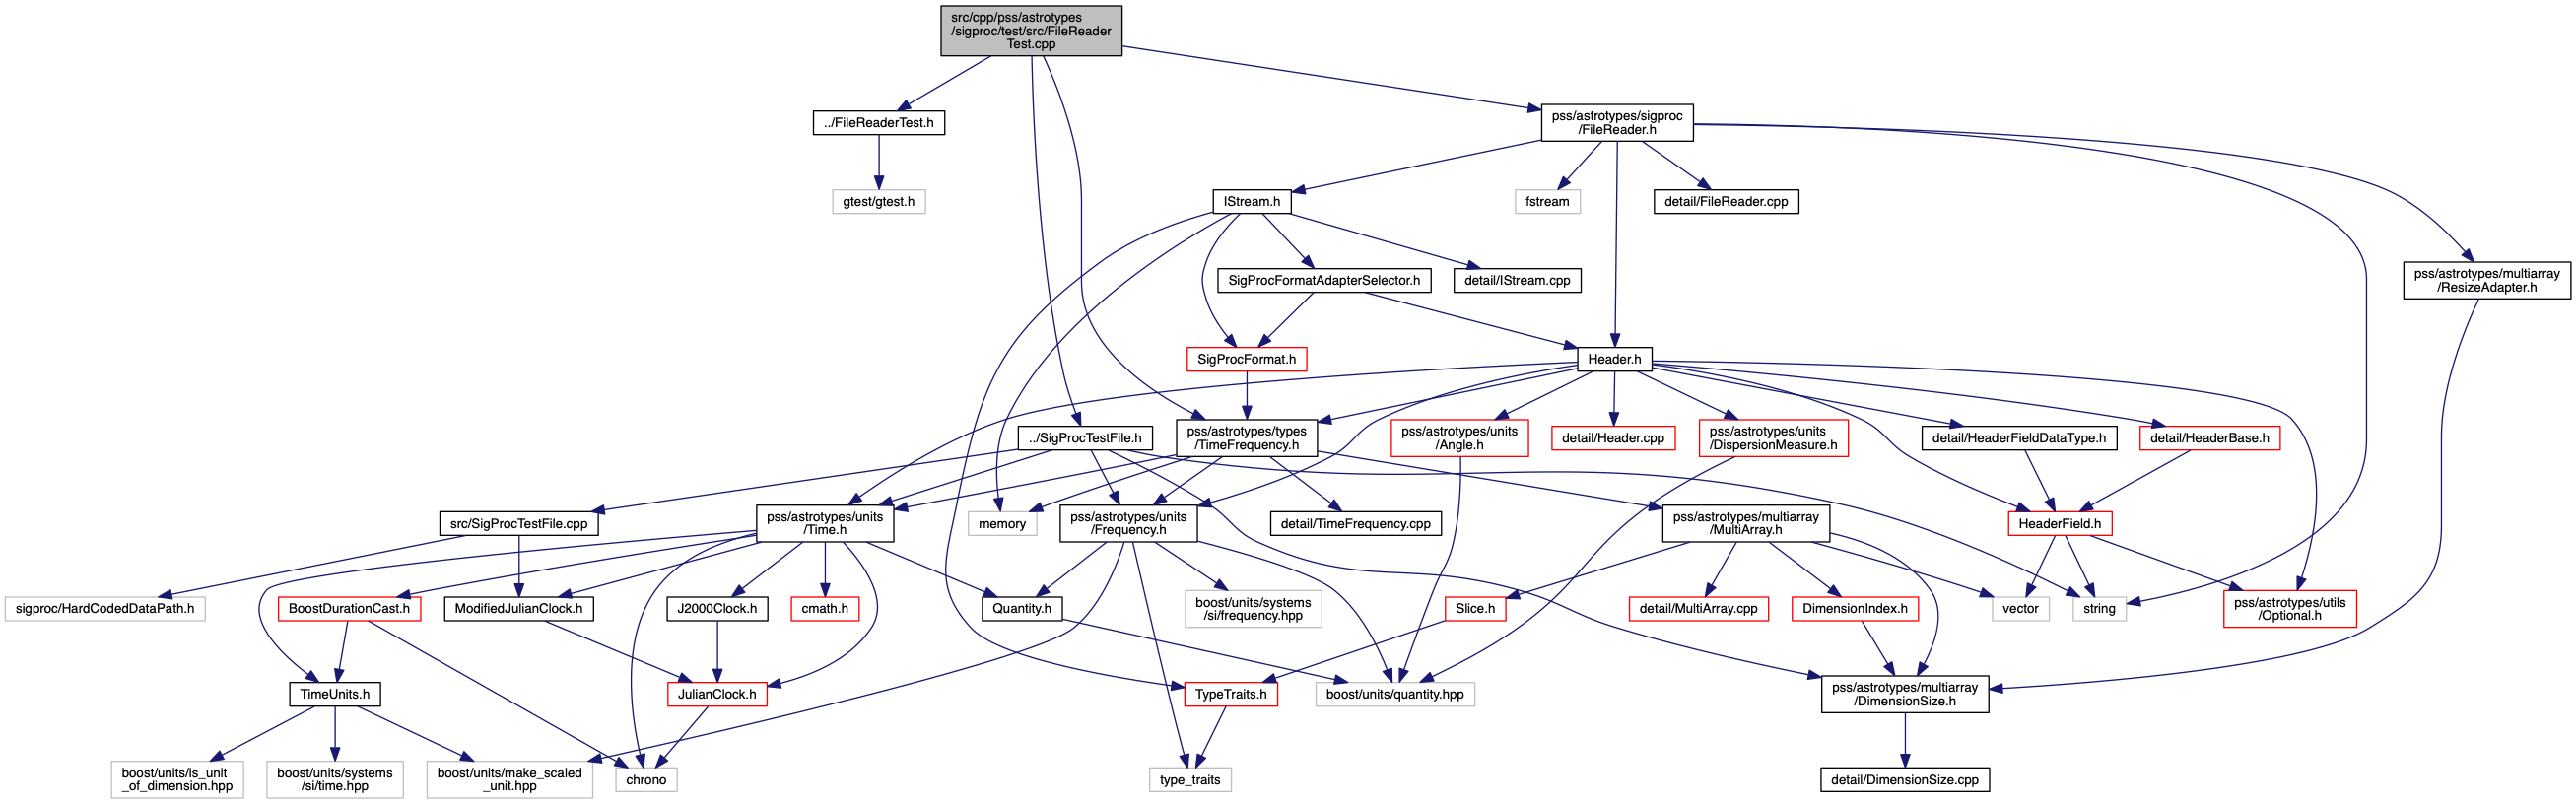 src/cpp/pss/astrotypes
/sigproc/test/src/FileReader
Test.cpp
../FileReaderTest.h
pss/astrotypes/sigproc
/FileReader.h
gtest/gtest.h
IStream.h
fstream
detail/FileReader.cpp
SigProcFormatAdapterSelector.h
detail/IStream.cpp
pss/astrotypes/multiarray
/ResizeAdapter.h
SigProcFormat.h
Header.h
../SigProcTestFile.h
pss/astrotypes/types
/TimeFrequency.h
pss/astrotypes/units
/Angle.h
detail/Header.cpp
pss/astrotypes/units
/DispersionMeasure.h
detail/HeaderFieldDataType.h
detail/HeaderBase.h
src/SigProcTestFile.cpp
pss/astrotypes/units
/Time.h
memory
pss/astrotypes/units
/Frequency.h
detail/TimeFrequency.cpp
pss/astrotypes/multiarray
/MultiArray.h
HeaderField.h
sigproc/HardCodedDataPath.h
BoostDurationCast.h
ModifiedJulianClock.h
J2000Clock.h
cmath.h
Quantity.h
boost/units/systems
/si/frequency.hpp
Slice.h
detail/MultiArray.cpp
DimensionIndex.h
vector
string
pss/astrotypes/utils
/Optional.h
TimeUnits.h
JulianClock.h
TypeTraits.h
boost/units/quantity.hpp
pss/astrotypes/multiarray
/DimensionSize.h
boost/units/is_unit
_of_dimension.hpp
boost/units/systems
/si/time.hpp
boost/units/make_scaled
_unit.hpp
chrono
type_traits
detail/DimensionSize.cpp